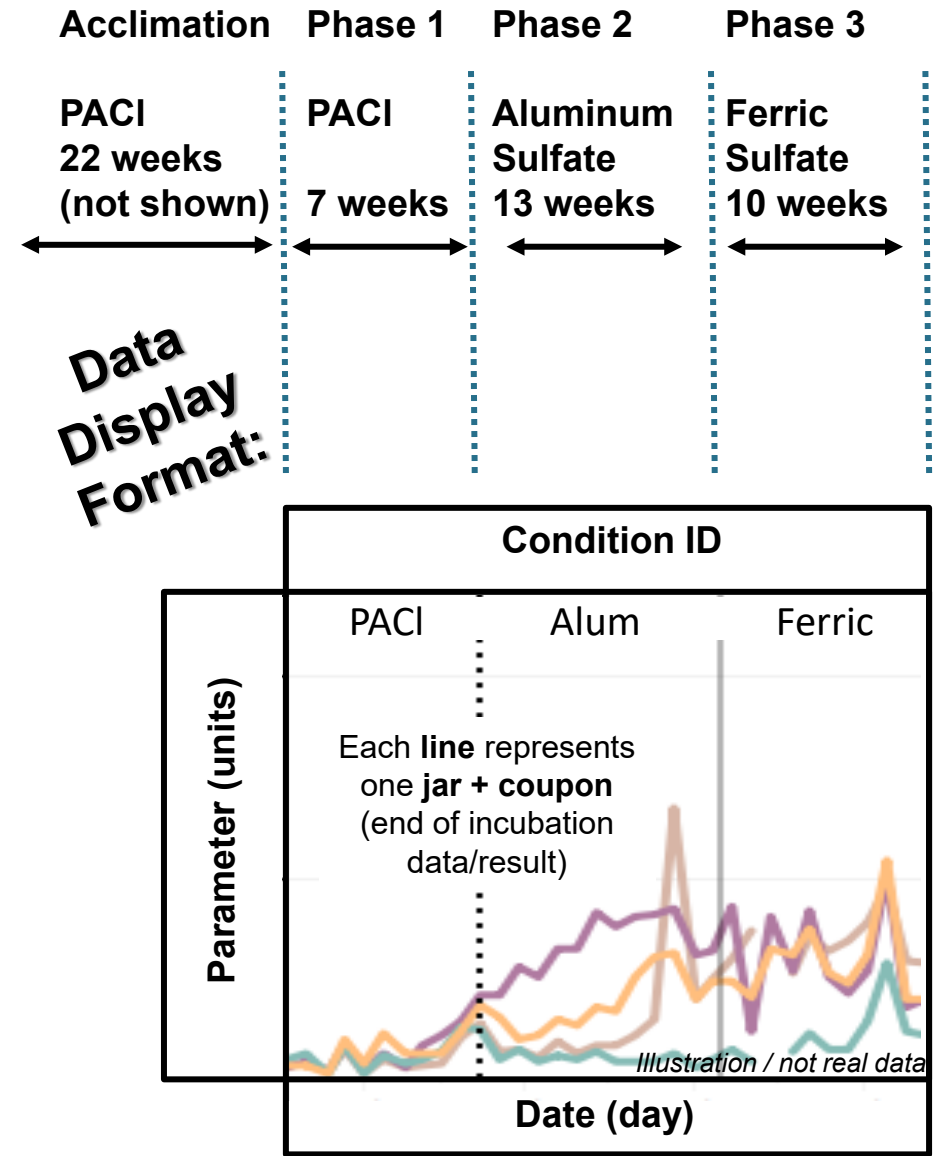 Acclimation Phase 1 Phase 2 Phase 3
PACl PACl Aluminum Ferric
22 weeks Sulfate Sulfate
(not shown) 7 weeks 13 weeks 10 weeks
Data
Display
Format:
Condition ID
PACl Alum Ferric
Parameter (units)
Each line represents
one jar + coupon
(end of incubation
data/result)
Illustration / not real data
Date (day)